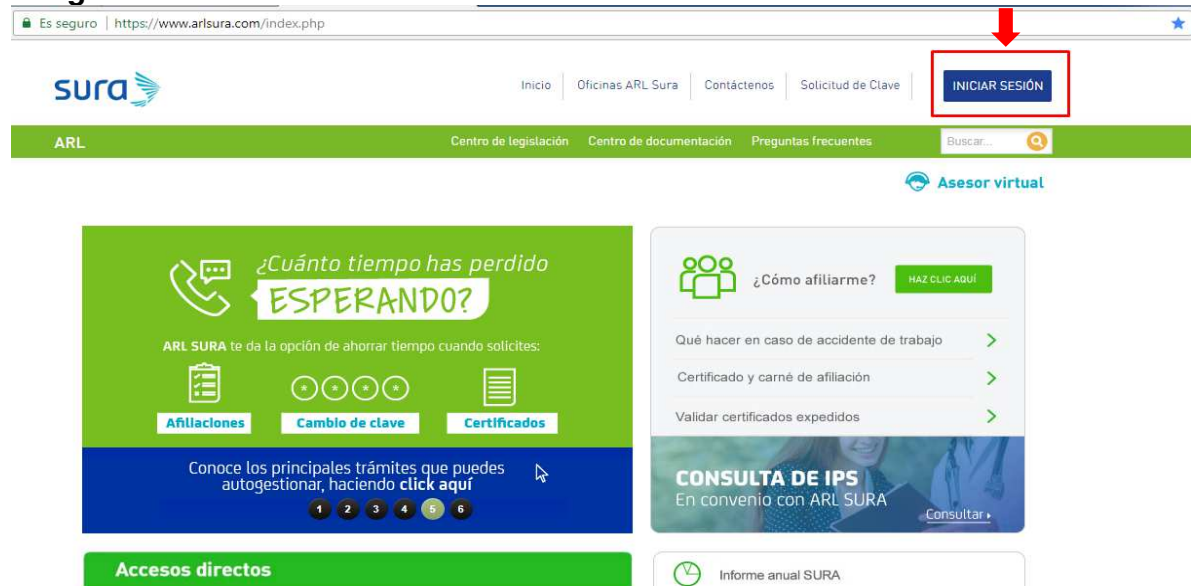 Es seguro | https://www.arlsura.com/index.php
sura
Inicio Oficinas ARL Sura Contáctenos Solicitud de Clave INICIAR SESIÓN
ARL Centro de legislación Centro de documentación Preguntas frecuentes Buscar...
Asesor virtual
¿Cuánto tiempo has perdido
ESPERANDO?
ARL SURA te da la opción de ahorrar tiempo cuando solicites:
Afiliaciones Cambio de clave Certificados
Conoce los principales trámites que puedes
autogestionar, haciendo click aquí
1 2 3 4 5 6
¿Cómo afiliarme? HAZ CLIC AQUÍ
Qué hacer en caso de accidente de trabajo
Certificado y carné de afiliación
Validar certificados expedidos
CONSULTA DE IPS
En convenio con ARL SURA
Consultar
Accesos directos
Informe anual SURA